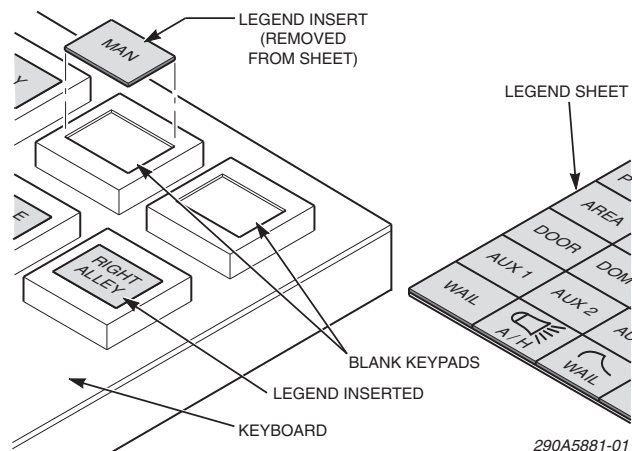 LEGEND INSERT
(REMOVED
FROM SHEET)
MAN
LEGEND SHEET
AREA
DOOR
AUX 1
AUX 2
WAIL
A/H
WAIL
RIGHT
ALLEY
BLANK KEYPADS
LEGEND INSERTED
KEYBOARD
290A5881-01